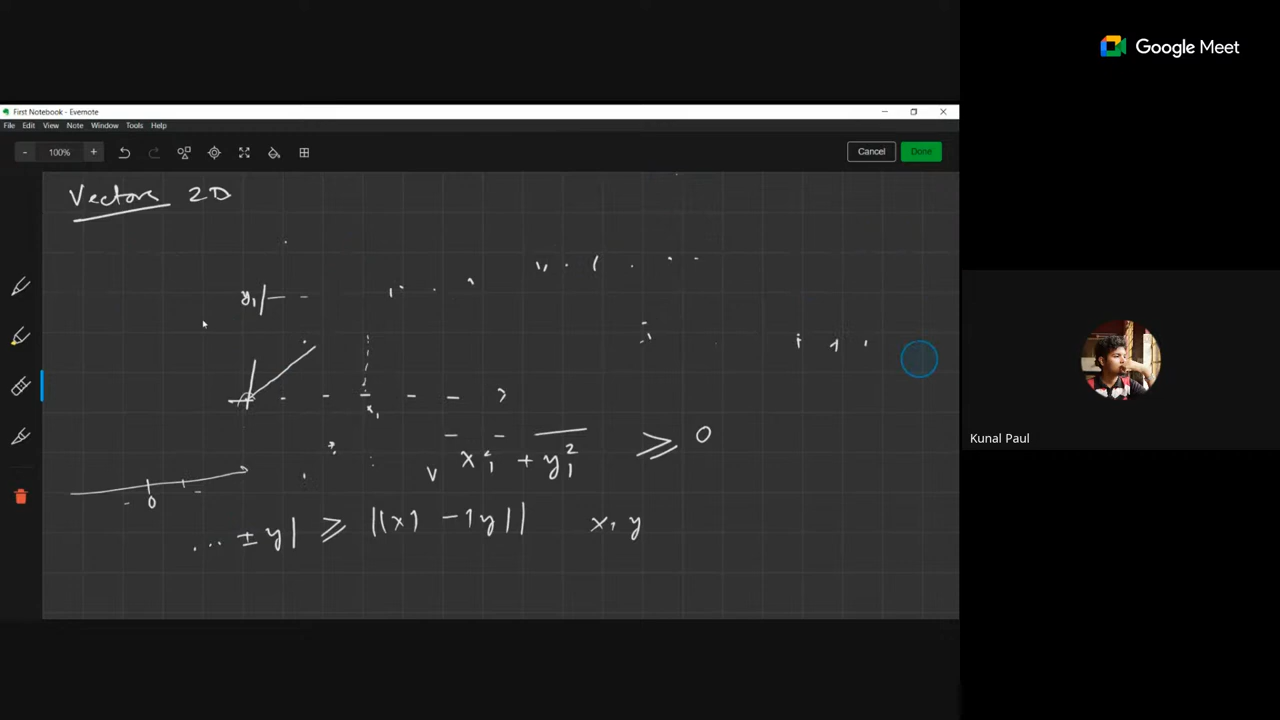 Google Meet
First Notebook - Evernote
File Edit View Note Window Tools Help
- 100% + Cancel Done
Vectors 2D
y₁
x₁
x₁² + y₁² ≥ 0
0
... ± y| ≥ ||x| - |y|| x, y
Kunal Paul